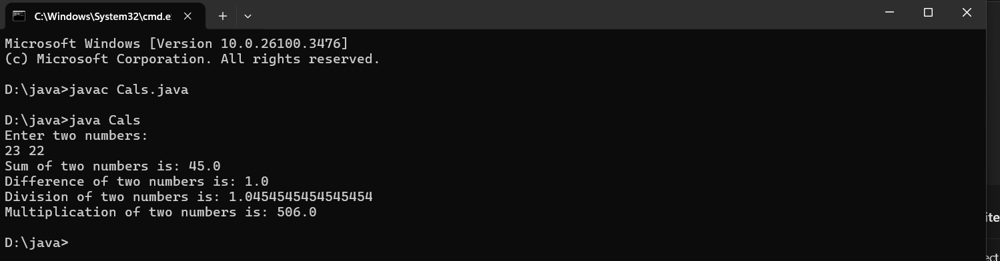 C:\Windows\System32\cmd.e
Microsoft Windows [Version 10.0.26100.3476]
(c) Microsoft Corporation. All rights reserved.
D:\java>javac Cals.java
D:\java>java Cals
Enter two numbers:
23 22
Sum of two numbers is: 45.0
Difference of two numbers is: 1.0
Division of two numbers is: 1.0454545454545454
Multiplication of two numbers is: 506.0
ite
D:\java>
ect